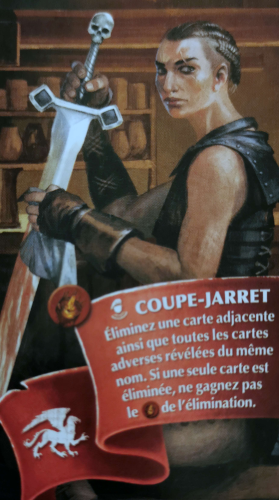 COUPE-JARRET
Éliminez une carte adjacente
ainsi que toutes les cartes
adverses révélées du même
nom. Si une seule carte est
éliminée, ne gagnez pas
le de l'élimination.